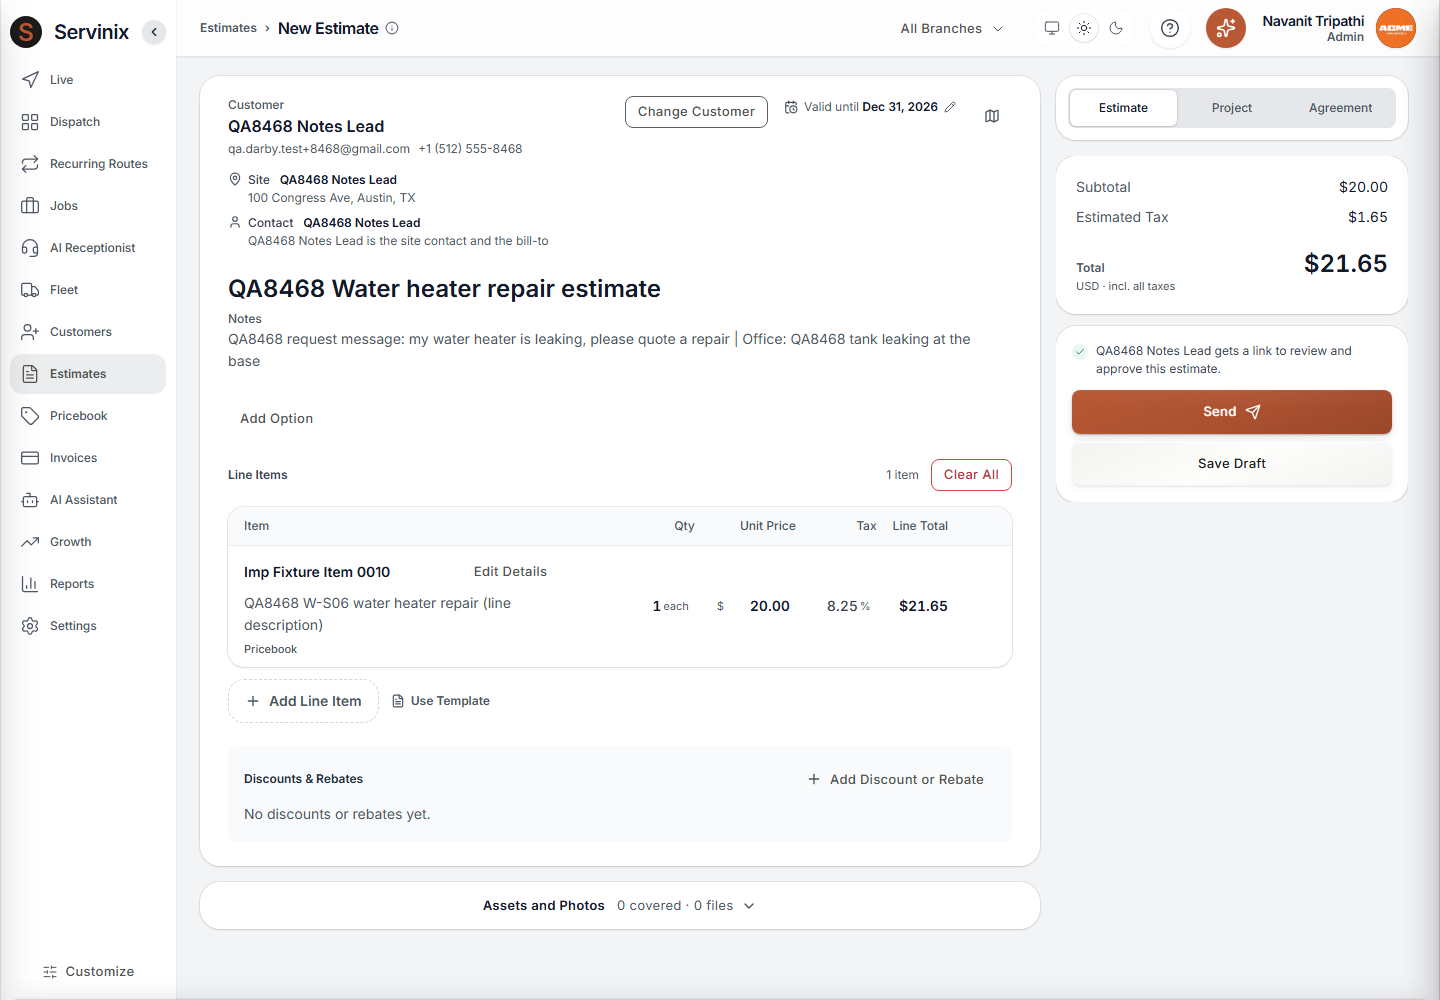 Servinix
Live
Dispatch
Recurring Routes
Jobs
AI Receptionist
Fleet
Customers
Estimates
Pricebook
Invoices
AI Assistant
Growth
Reports
Settings
Customize
Estimates › New Estimate
All Branches
Navanit Tripathi
Admin
ACME
Customer
QA8468 Notes Lead
qa.darby.test+8468@gmail.com +1 (512) 555-8468
Change Customer
Valid until Dec 31, 2026
Site QA8468 Notes Lead
100 Congress Ave, Austin, TX
Contact QA8468 Notes Lead
QA8468 Notes Lead is the site contact and the bill-to
QA8468 Water heater repair estimate
Notes
QA8468 request message: my water heater is leaking, please quote a repair | Office: QA8468 tank leaking at the
base
Add Option
Line Items
1 item
Clear All
Item Qty Unit Price Tax Line Total
Imp Fixture Item 0010 Edit Details
QA8468 W-S06 water heater repair (line
description)
1 each $ 20.00 8.25 % $21.65
Pricebook
+ Add Line Item
Use Template
Discounts & Rebates
+ Add Discount or Rebate
No discounts or rebates yet.
Assets and Photos 0 covered · 0 files
Estimate Project Agreement
Subtotal $20.00
Estimated Tax $1.65
Total $21.65
USD · incl. all taxes
QA8468 Notes Lead gets a link to review and
approve this estimate.
Send
Save Draft